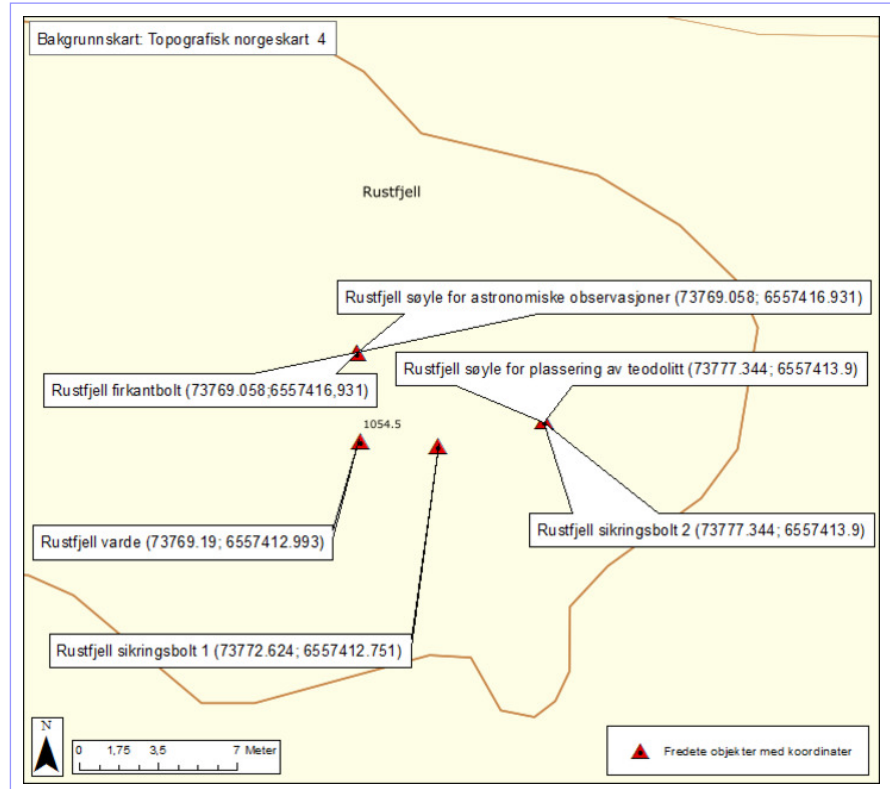 Bakgrunnskart: Topografisk norgeskart 4
Rustfjell
Rustfjell søyle for astronomiske observasjoner (73769.058; 6557416.931)
Rustfjell søyle for plassering av teodolitt (73777.344; 6557413.9)
Rustfjell firkantbolt (73769.058;6557416,931)
1054.5
Rustfjell sikringsbolt 2 (73777.344; 6557413.9)
Rustfjell varde (73769.19; 6557412.993)
Rustfjell sikringsbolt 1 (73772.624; 6557412.751)
N
0 1,75 3,5 7 Meter
Fredete objekter med koordinater